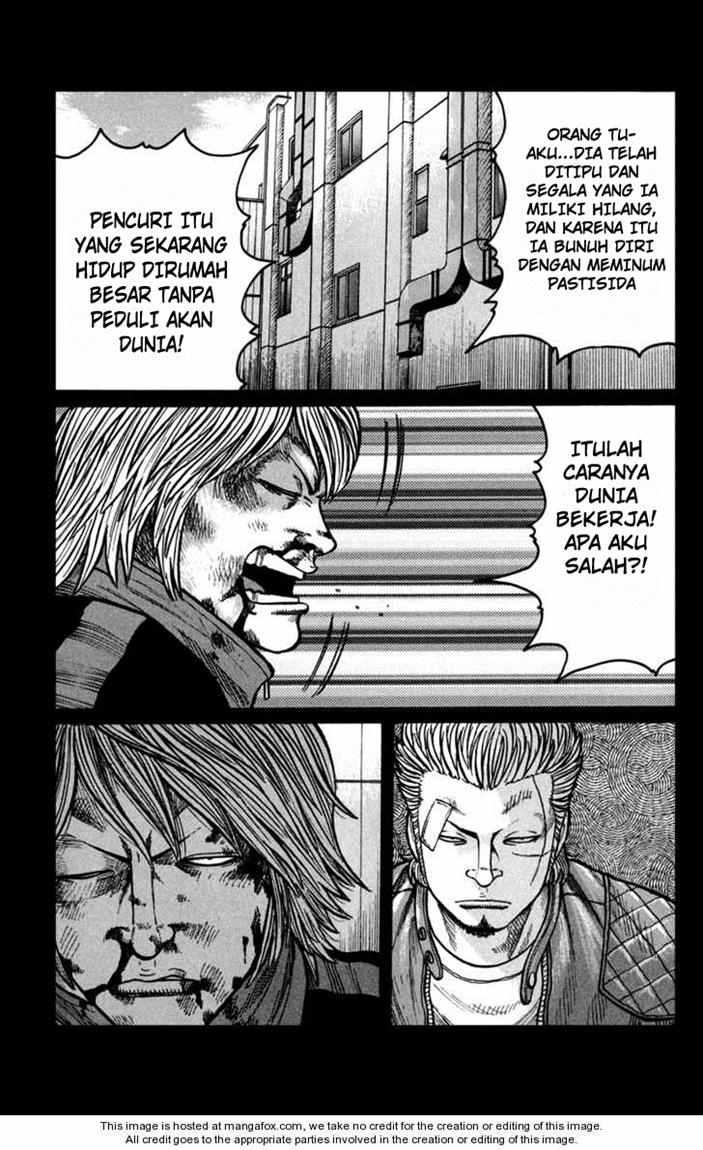 ORANG TU-
AKU...DIA TELAH
DITIPU DAN
SEGALA YANG IA
MILIKI HILANG,
DAN KARENA ITU
IA BUNUH DIRI
DENGAN MEMINUM
PASTISIDA
PENCURI ITU
YANG SEKARANG
HIDUP DIRUMAH
BESAR TANPA
PEDULI AKAN
DUNIA!
ITULAH
CARANYA
DUNIA
BEKERJA!
APA AKU
SALAH?!
This image is hosted at mangafox.com, we take no credit for the creation or editing of this image.
All credit goes to the appropriate parties involved in the creation or editing of this image.